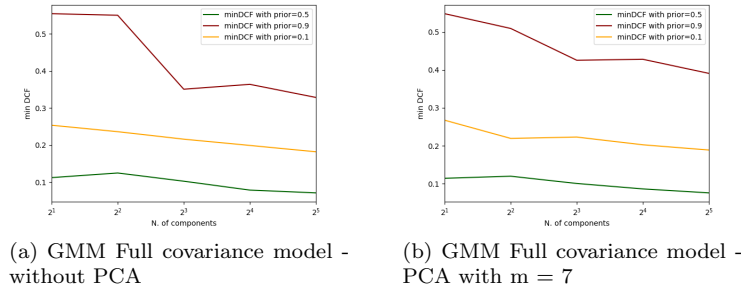 minDCF with prior=0.5
minDCF with prior=0.9
minDCF with prior=0.1
min DCF
0.5
0.4
0.3
0.2
0.1
2^1
2^2
2^3
2^4
2^5
N. of components
(a) GMM Full covariance model -
without PCA
minDCF with prior=0.5
minDCF with prior=0.9
minDCF with prior=0.1
min DCF
0.5
0.4
0.3
0.2
0.1
2^1
2^2
2^3
2^4
2^5
N. of components
(b) GMM Full covariance model -
PCA with m = 7